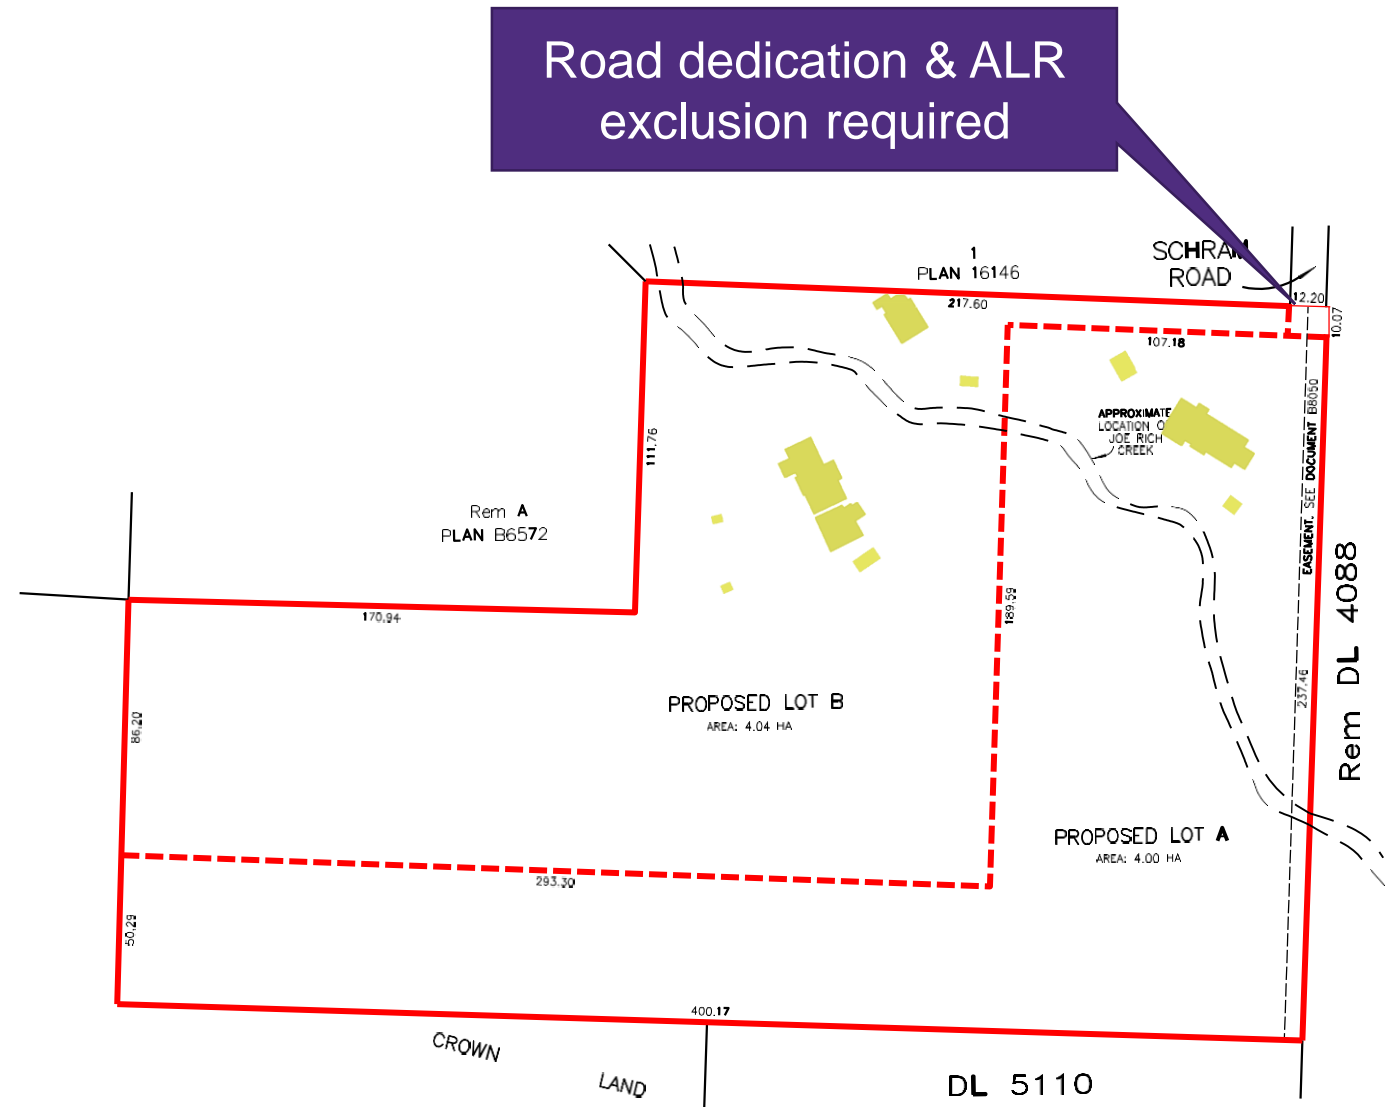 Road dedication & ALR
exclusion required
1
PLAN 16146
SCHRAM
ROAD
217.60
12.20
10.07
107.18
APPROXIMATE
LOCATION OF
JOE RICH
CREEK
EASEMENT, SEE DOCUMENT B8050
111.76
Rem A
PLAN B6572
170.94
189.59
Rem DL 4088
237.46
PROPOSED LOT B
AREA: 4.04 HA
86.20
PROPOSED LOT A
AREA: 4.00 HA
293.30
50.29
400.17
CROWN
LAND
DL 5110